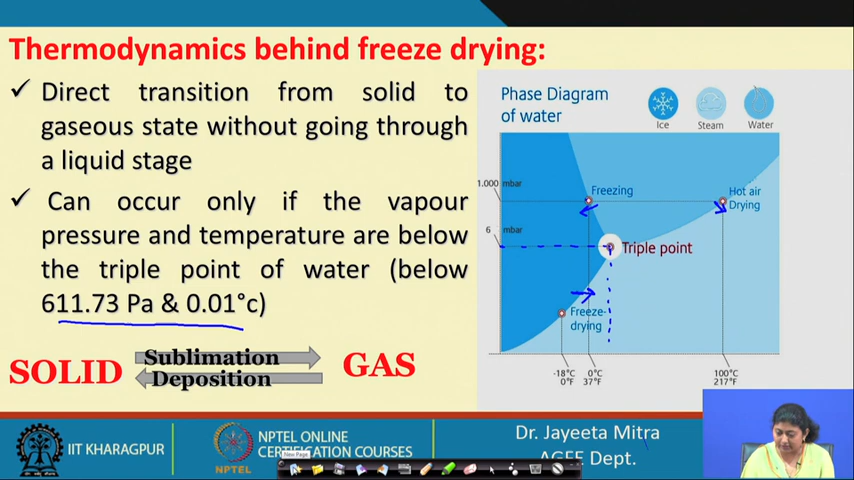 Thermodynamics behind freeze drying:
✓ Direct transition from solid to
gaseous state without going through
a liquid stage
✓ Can occur only if the vapour
pressure and temperature are below
the triple point of water (below
611.73 Pa & 0.01°c)
SOLID
Sublimation
Deposition
GAS
Phase Diagram
of water
Ice
Steam
Water
1.000 mbar
Freezing
Hot air
Drying
6 mbar
Triple point
Freeze-
drying
-18°C
0°F
0°C
37°F
100°C
217°F
IIT KHARAGPUR
NPTEL
NPTEL ONLINE
CERTIFICATION COURSES
Dr. Jayeeta Mitra
AGFE Dept.
New Page